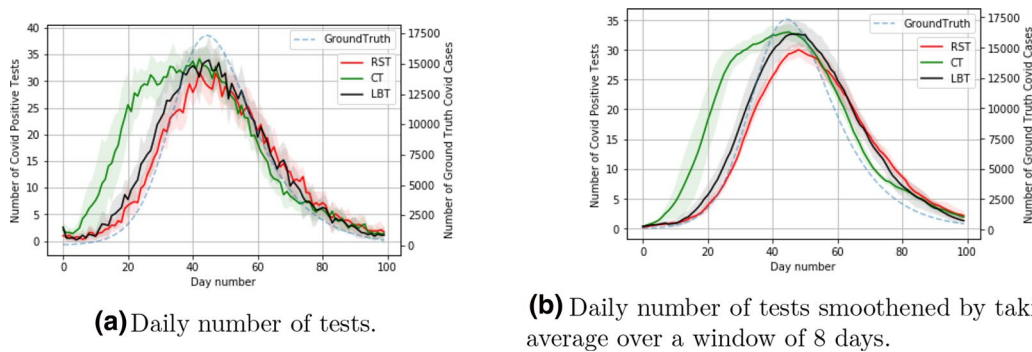 40
35
30
25
20
15
10
5
0
Number of Covid Positive Tests
17500
15000
12500
10000
7500
5000
2500
0
Number of Ground Truth Covid Cases
GroundTruth
RST
CT
LBT
0 20 40 60 80 100
Day number
(a) Daily number of tests.
35
30
25
20
15
10
5
0
Number of Covid Positive Tests
17500
15000
12500
10000
7500
5000
2500
0
Number of Ground Truth Covid Cases
GroundTruth
RST
CT
LBT
0 20 40 60 80 100
Day number
(b) Daily number of tests smoothened by taki
average over a window of 8 days.